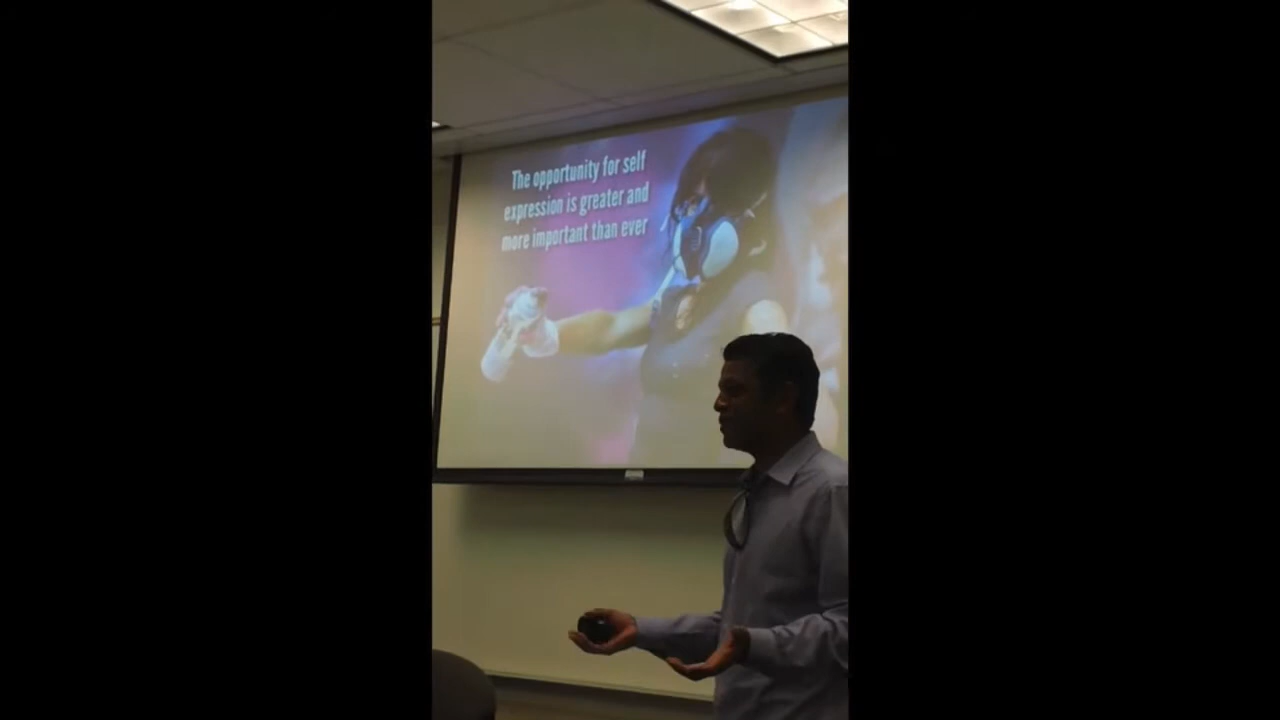 The opportunity for self
expression is greater and
more important than ever